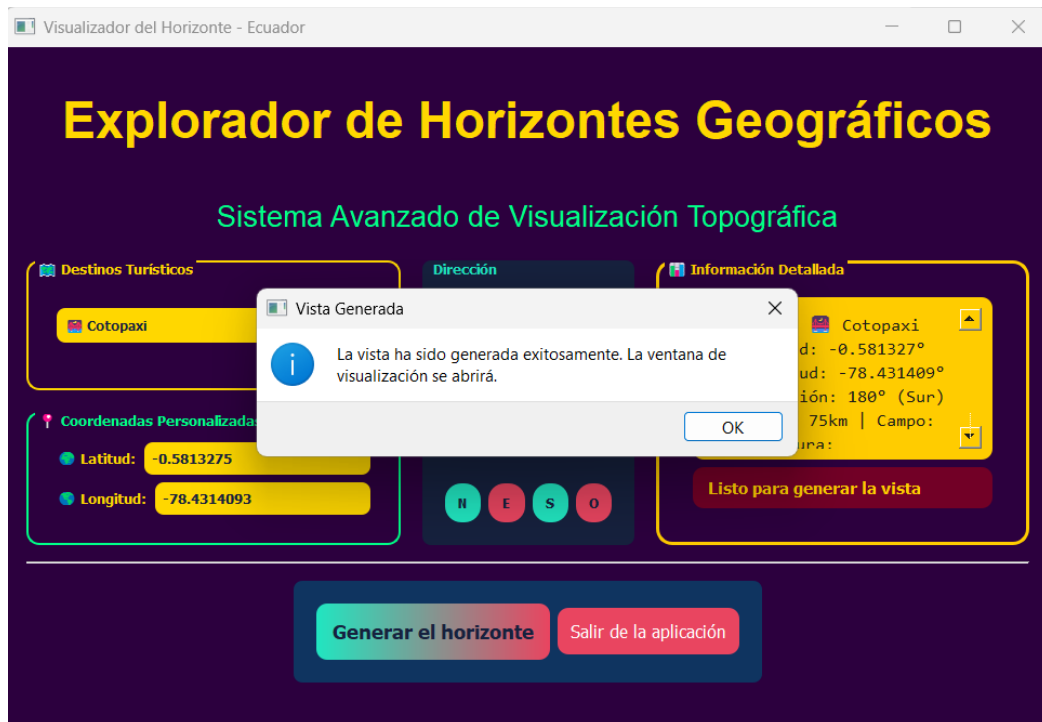 Visualizador del Horizonte - Ecuador
Explorador de Horizontes Geográficos
Sistema Avanzado de Visualización Topográfica
Destinos Turísticos
Cotopaxi
Coordenadas Personalizada
Latitud: -0.5813275
Longitud: -78.4314093
Dirección
N E S O
Vista Generada
La vista ha sido generada exitosamente. La ventana de
visualización se abrirá.
OK
Información Detallada
Cotopaxi
d: -0.581327°
ud: -78.431409°
ión: 180° (Sur)
75km | Campo:
ura:
Listo para generar la vista
Generar el horizonte
Salir de la aplicación